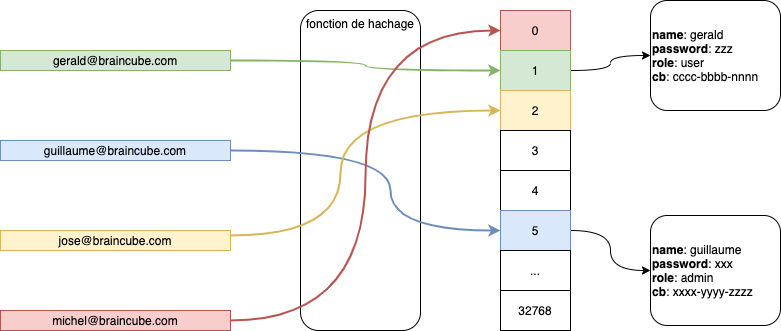 fonction de hachage
gerald@braincube.com
guillaume@braincube.com
jose@braincube.com
michel@braincube.com
0
1
2
3
4
5
...
32768
name: gerald
password: zzz
role: user
cb: cccc-bbbb-nnnn
name: guillaume
password: xxx
role: admin
cb: xxxx-yyyy-zzzz